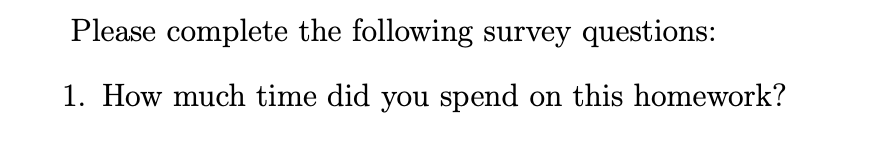 Please complete the following survey questions:
1. How much time did you spend on this homework?